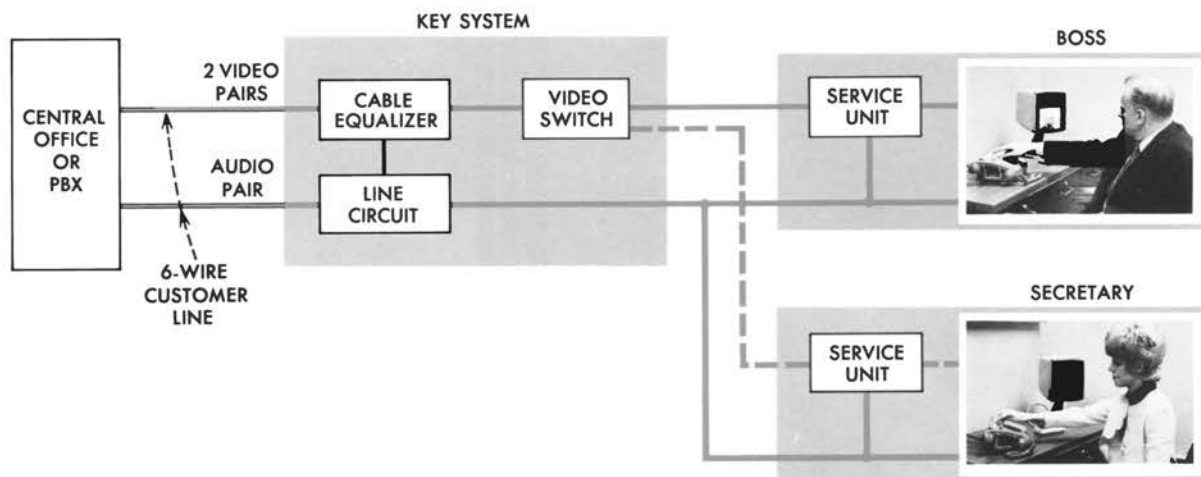 KEY SYSTEM
BOSS
CENTRAL
OFFICE
OR
PBX
2 VIDEO
PAIRS
CABLE
EQUALIZER
VIDEO
SWITCH
SERVICE
UNIT
AUDIO
PAIR
LINE
CIRCUIT
6-WIRE
CUSTOMER
LINE
SECRETARY
SERVICE
UNIT